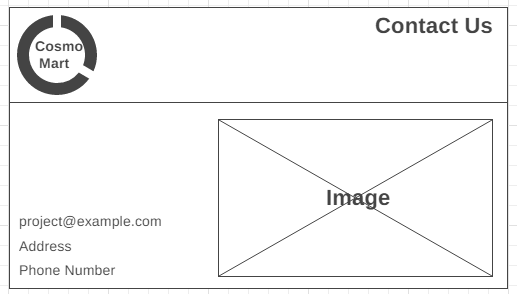 Cosmo
Mart
Contact Us
Image
project@example.com
Address
Phone Number